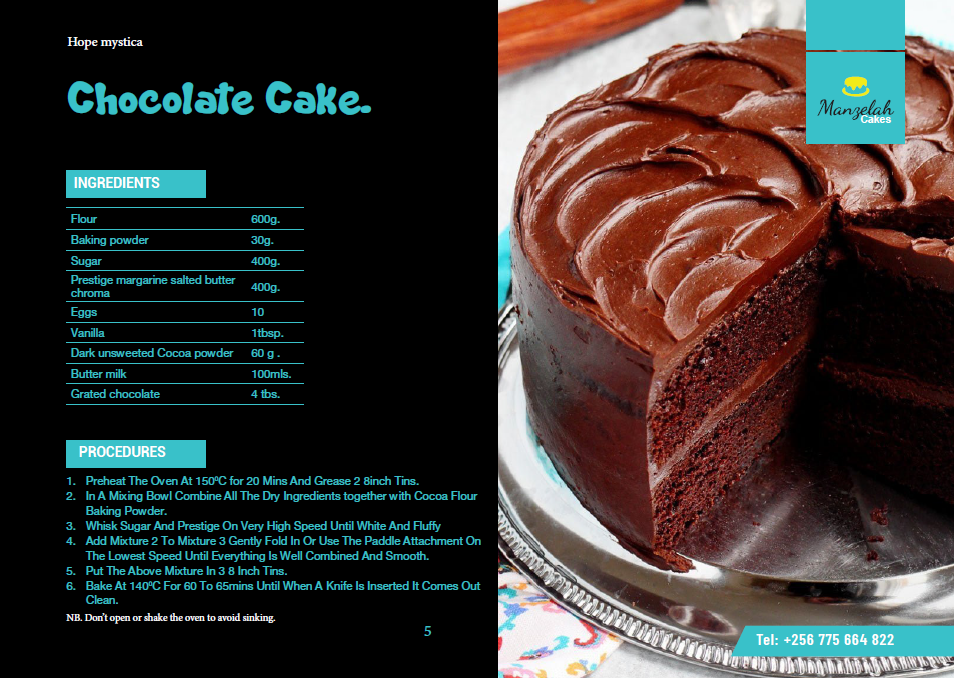 Hope mystica
Chocolate Cake.
INGREDIENTS
Flour 600g.
Baking powder 30g.
Sugar 400g.
Prestige margarine salted butter
chroma 400g.
Eggs 10
Vanilla 1tbsp.
Dark unsweeted Cocoa powder 60 g .
Butter milk 100mls.
Grated chocolate 4 tbs.
PROCEDURES
1. Preheat The Oven At 150ºC for 20 Mins And Grease 2 8inch Tins.
2. In A Mixing Bowl Combine All The Dry Ingredients together with Cocoa Flour
Baking Powder.
3. Whisk Sugar And Prestige On Very High Speed Until White And Fluffy
4. Add Mixture 2 To Mixture 3 Gently Fold In Or Use The Paddle Attachment On
The Lowest Speed Until Everything Is Well Combined And Smooth.
5. Put The Above Mixture In 3 8 Inch Tins.
6. Bake At 140ºC For 60 To 65mins Until When A Knife Is Inserted It Comes Out
Clean.
NB. Don't open or shake the oven to avoid sinking.
5
Manzelah
Cakes
Tel: +256 775 664 822